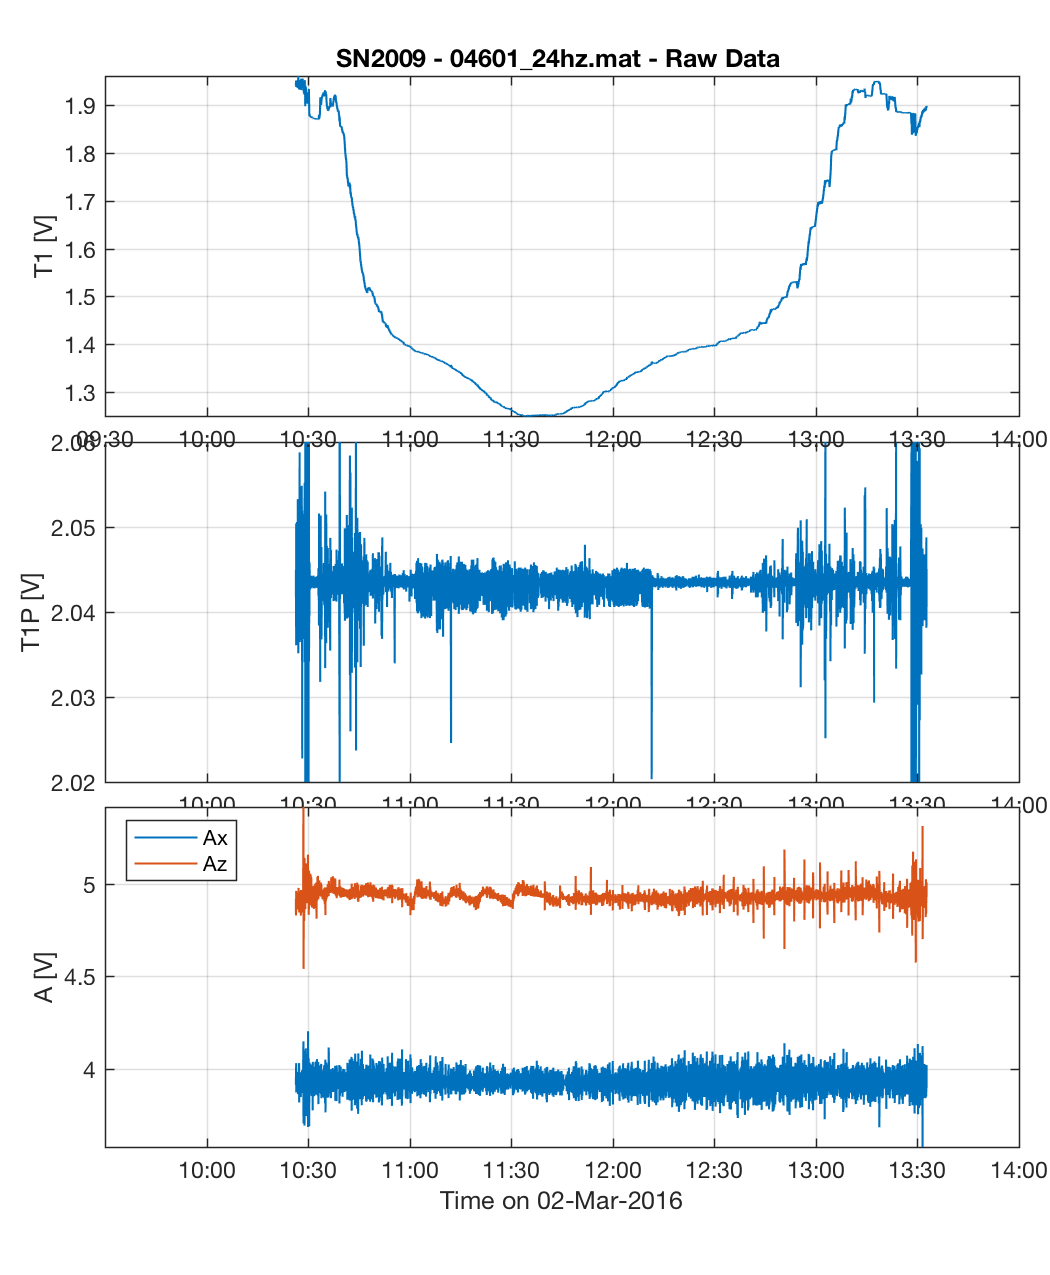 SN2009 - 04601_24hz.mat - Raw Data
T1 [V]
1.9
1.8
1.7
1.6
1.5
1.4
1.3
09:30 10:00 10:30 11:00 11:30 12:00 12:30 13:00 13:30 14:00
T1P [V]
2.06
2.05
2.04
2.03
2.02
10:00 10:30 11:00 11:30 12:00 12:30 13:00 13:30 14:00
Ax
Az
A [V]
5
4.5
4
10:00 10:30 11:00 11:30 12:00 12:30 13:00 13:30 14:00
Time on 02-Mar-2016